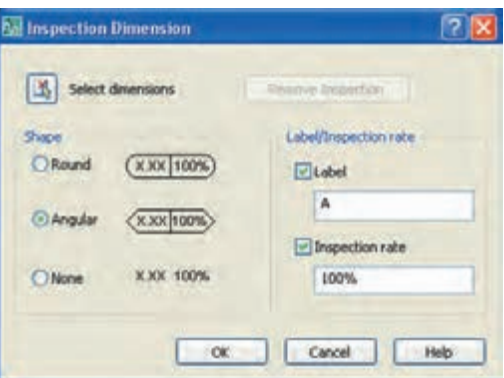 Inspection Dimension
Select dimensions
Remove Inspection
Shape
Round
X.XX 100%
Angular
X.XX 100%
None
X.XX 100%
Label/Inspection rate
Label
A
Inspection rate
100%
OK
Cancel
Help